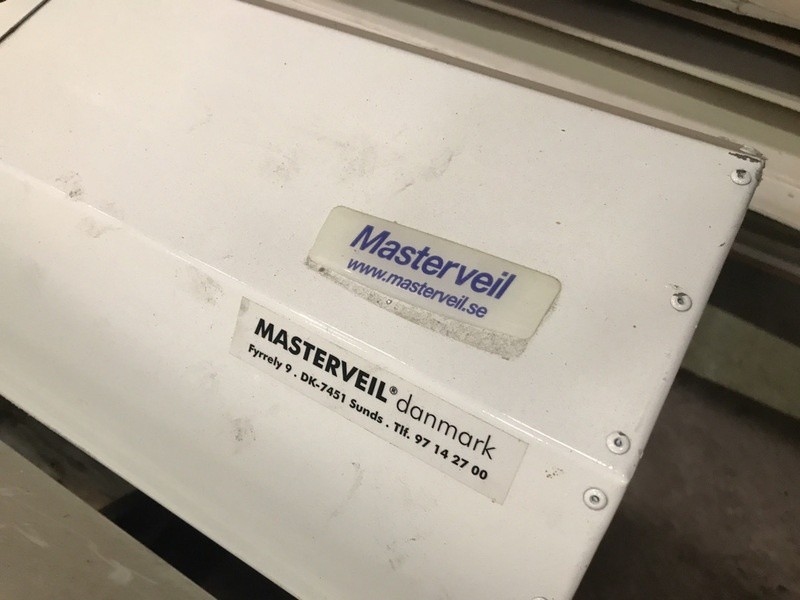 Masterveil
www.masterveil.se
MASTERVEIL® danmark
Fyrrely 9 . DK-7451 Sunds . Tlf. 97 14 27 00